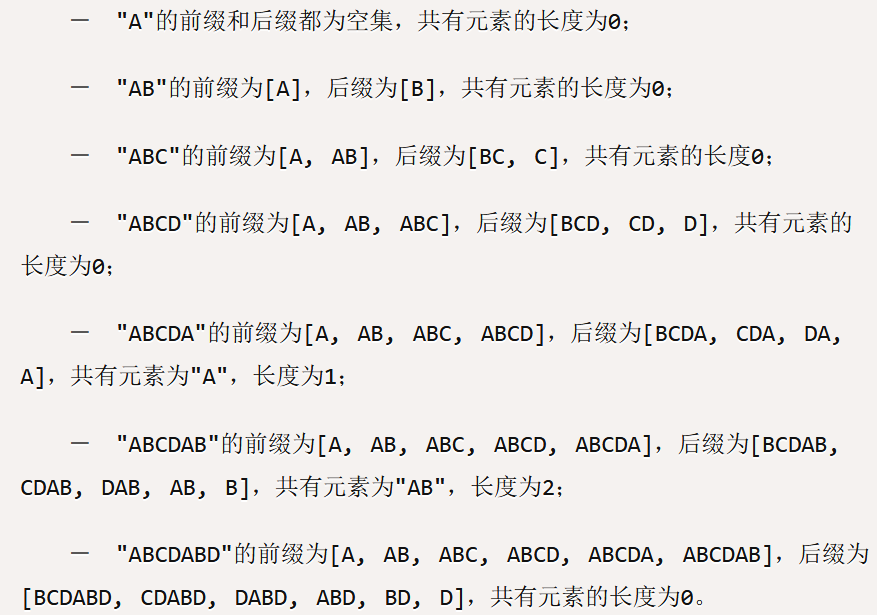 — "A"的前缀和后缀都为空集，共有元素的长度为0；
— "AB"的前缀为[A]，后缀为[B]，共有元素的长度为0；
— "ABC"的前缀为[A, AB]，后缀为[BC, C]，共有元素的长度0；
— "ABCD"的前缀为[A, AB, ABC]，后缀为[BCD, CD, D]，共有元素的
长度为0；
— "ABCDA"的前缀为[A, AB, ABC, ABCD]，后缀为[BCDA, CDA, DA,
A]，共有元素为"A"，长度为1；
— "ABCDAB"的前缀为[A, AB, ABC, ABCD, ABCDA]，后缀为[BCDAB,
CDAB, DAB, AB, B]，共有元素为"AB"，长度为2；
— "ABCDABD"的前缀为[A, AB, ABC, ABCD, ABCDA, ABCDAB]，后缀为
[BCDABD, CDABD, DABD, ABD, BD, D]，共有元素的长度为0。